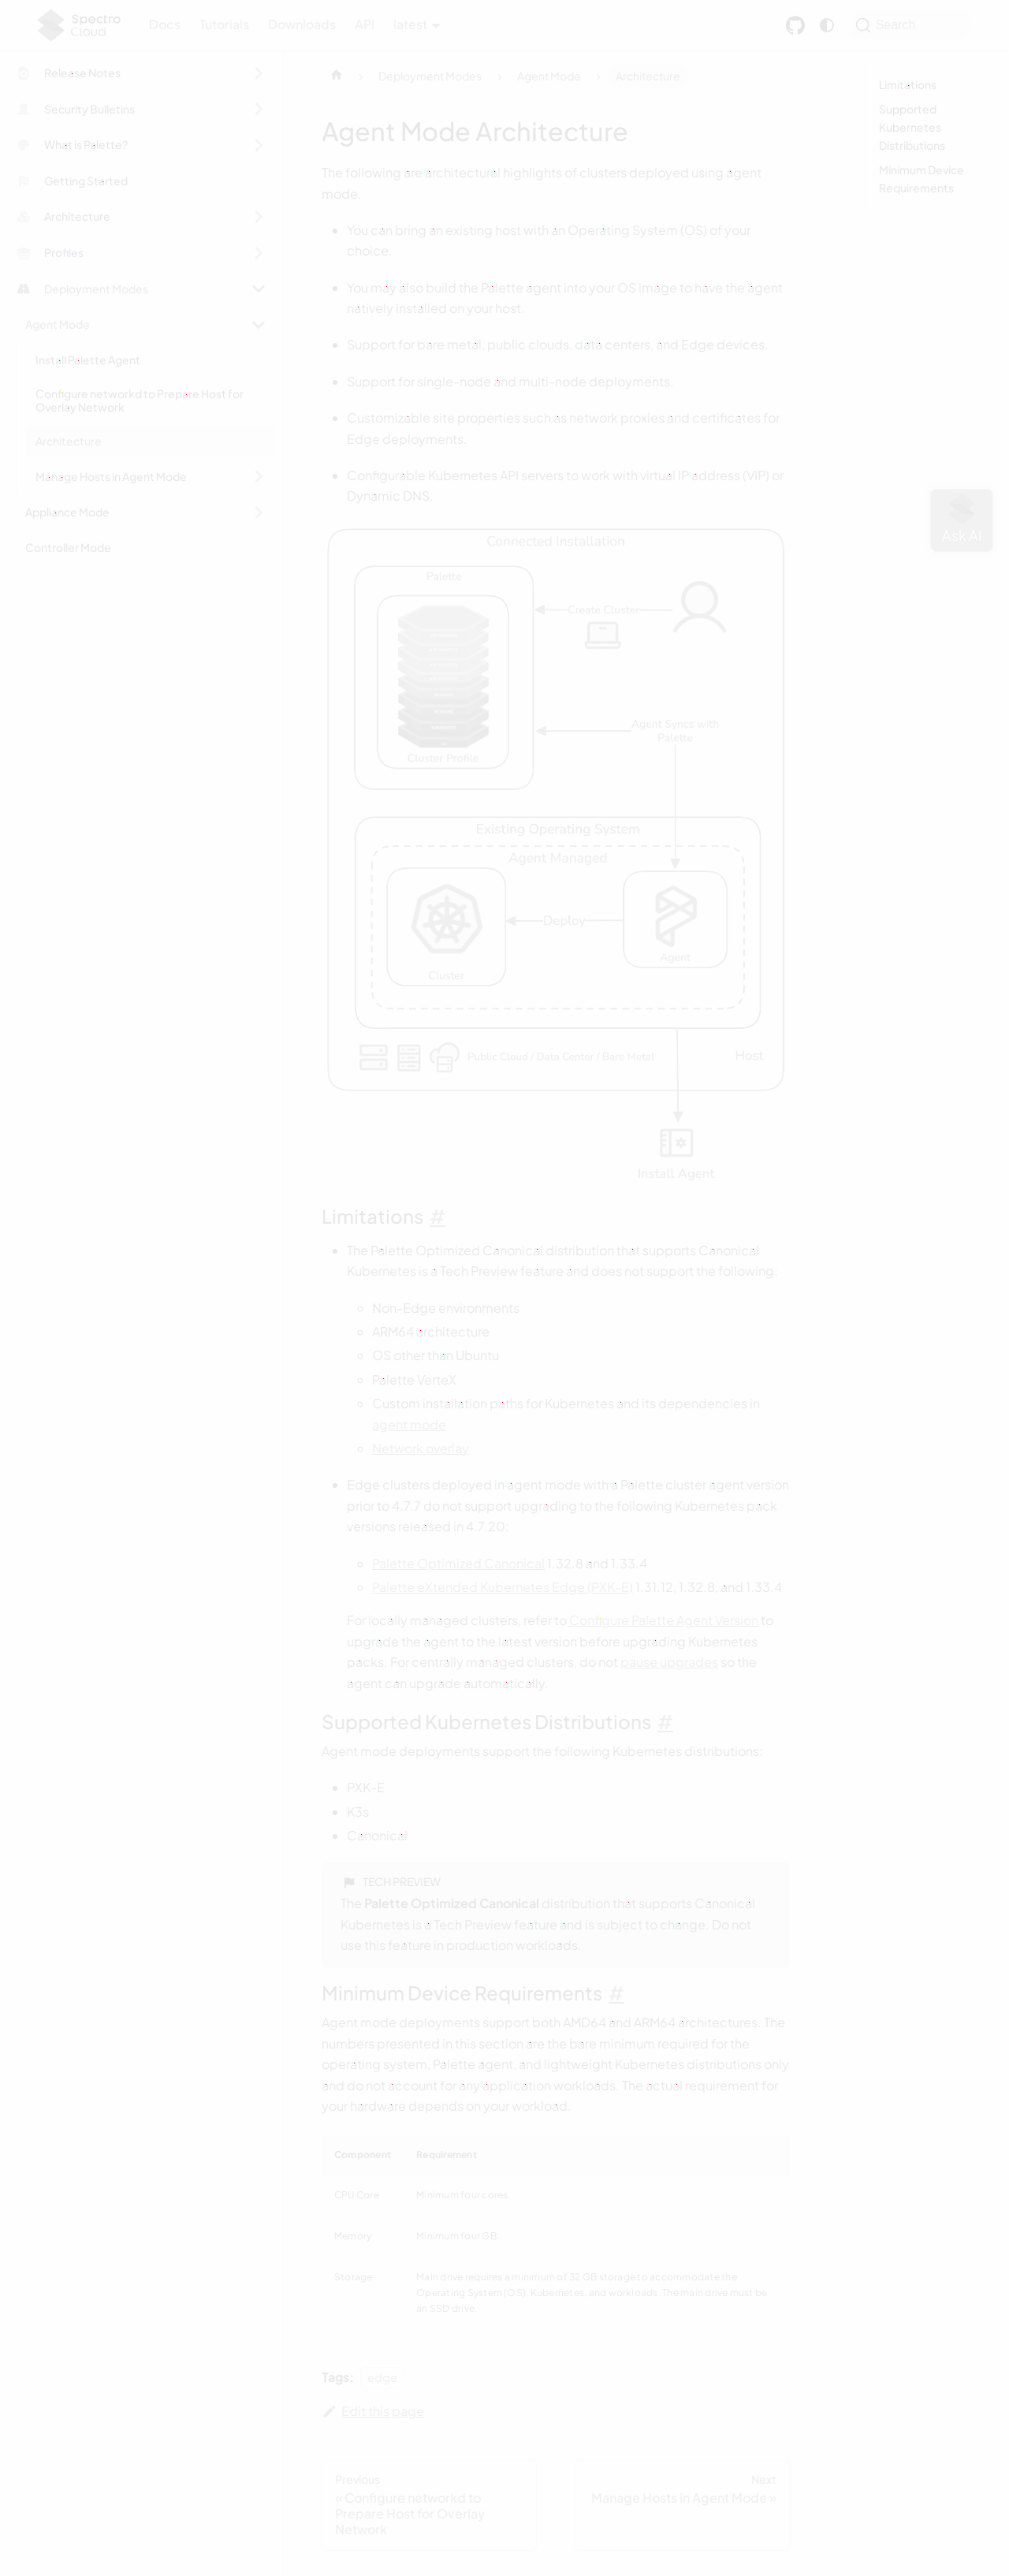 Spectro
Cloud
Docs
Tutorials
Downloads
API
latest
Search
Release Notes
Security Bulletins
What is Palette?
Getting Started
Architecture
Profiles
Deployment Modes
Agent Mode
Install Palette Agent
Configure networkd to Prepare Host for
Overlay Network
Architecture
Manage Hosts in Agent Mode
Appliance Mode
Controller Mode
Deployment Modes
Agent Mode
Architecture
Agent Mode Architecture
The following are architectural highlights of clusters deployed using agent
mode.
You can bring an existing host with an Operating System (OS) of your
choice.
You may also build the Palette agent into your OS image to have the agent
natively installed on your host.
Support for bare metal, public clouds, data centers, and Edge devices.
Support for single-node and multi-node deployments.
Customizable site properties such as network proxies and certificates for
Edge deployments.
Configurable Kubernetes API servers to work with virtual IP address (VIP) or
Dynamic DNS.
Connected Installation
Palette
Create Cluster
Cluster Profile
Agent Syncs with
Palette
Existing Operating System
Agent Managed
Deploy
Cluster
Agent
Public Cloud / Data Center / Bare Metal
Host
Install Agent
Limitations #
The Palette Optimized Canonical distribution that supports Canonical
Kubernetes is a Tech Preview feature and does not support the following:
Non-Edge environments
ARM64 architecture
OS other than Ubuntu
Palette VerteX
Custom installation paths for Kubernetes and its dependencies in
agent mode
Network overlay
Edge clusters deployed in agent mode with a Palette cluster agent version
prior to 4.7.7 do not support upgrading to the following Kubernetes pack
versions released in 4.7.20:
Palette Optimized Canonical 1.32.8 and 1.33.4
Palette eXtended Kubernetes Edge (PXK-E) 1.31.12, 1.32.8, and 1.33.4
For locally managed clusters, refer to Configure Palette Agent Version to
upgrade the agent to the latest version before upgrading Kubernetes
packs. For centrally managed clusters, do not pause upgrades so the
agent can upgrade automatically.
Supported Kubernetes Distributions #
Agent mode deployments support the following Kubernetes distributions:
PXK-E
K3s
Canonical
TECH PREVIEW
The Palette Optimized Canonical distribution that supports Canonical
Kubernetes is a Tech Preview feature and is subject to change. Do not
use this feature in production workloads.
Minimum Device Requirements #
Agent mode deployments support both AMD64 and ARM64 architectures. The
numbers presented in this section are the bare minimum required for the
operating system, Palette agent, and lightweight Kubernetes distributions only
and do not account for any application workloads. The actual requirement for
your hardware depends on your workload.
Component
Requirement
CPU Core
Minimum four cores.
Memory
Minimum four GB.
Storage
Main drive requires a minimum of 32 GB storage to accommodate the
Operating System (OS), Kubernetes, and workloads. The main drive must be
an SSD drive.
Tags:
edge
Edit this page
Previous
« Configure networkd to
Prepare Host for Overlay
Network
Next
Manage Hosts in Agent Mode »
Limitations
Supported
Kubernetes
Distributions
Minimum Device
Requirements
Ask AI